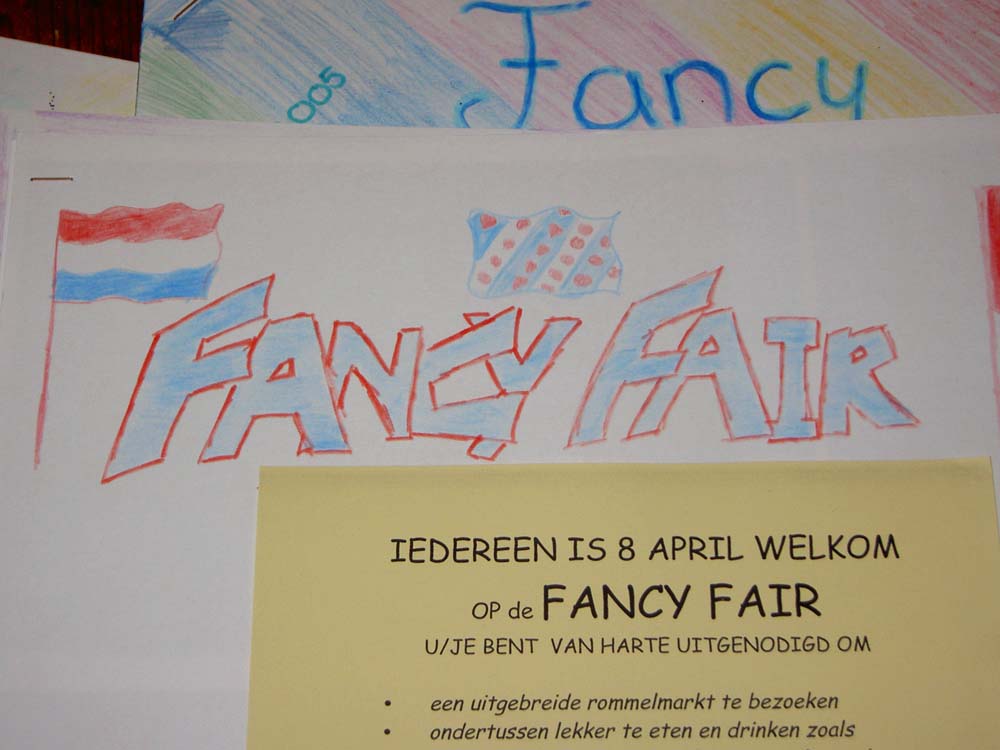 Fancy
005
FANCY FAIR
IEDEREEN IS 8 APRIL WELKOM
OP de FANCY FAIR
U/JE BENT VAN HARTE UITGENODIGD OM
• een uitgebreide rommelmarkt te bezoeken
• ondertussen lekker te eten en drinken zoals